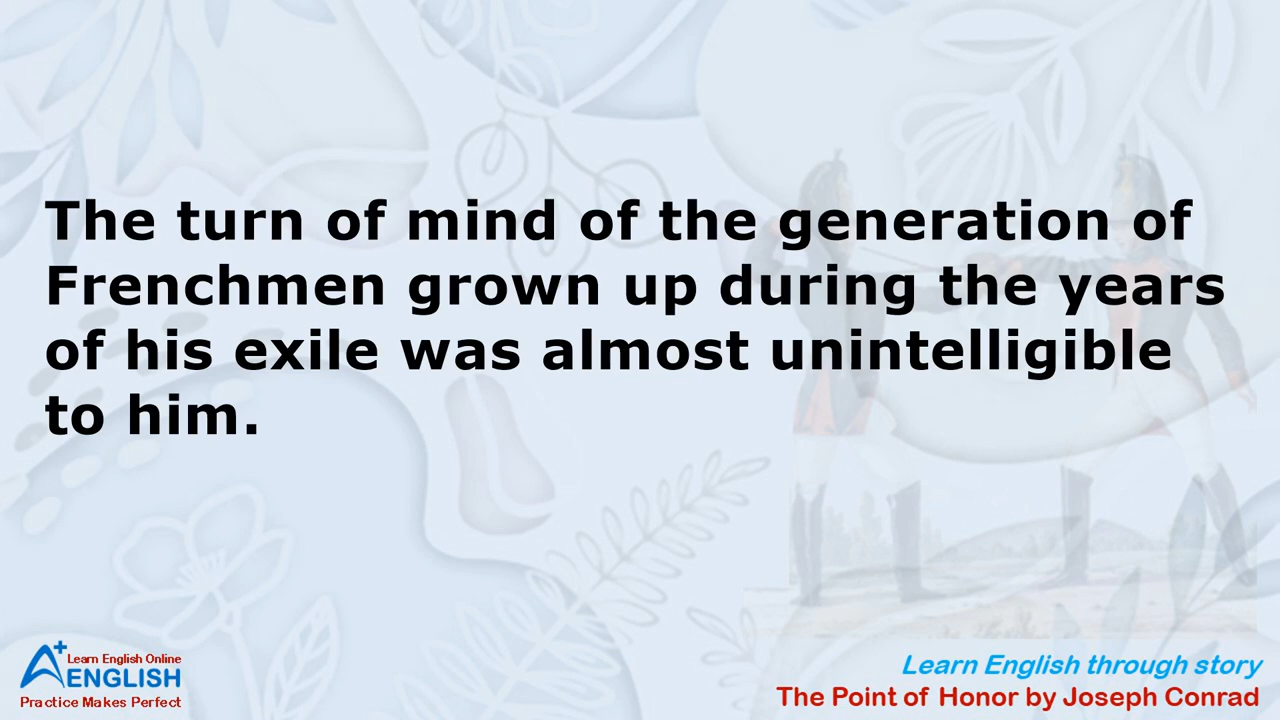 The turn of mind of the generation of
Frenchmen grown up during the years
of his exile was almost unintelligible
to him.
A+ Learn English Online
ENGLISH
Practice Makes Perfect
Learn English through story
The Point of Honor by Joseph Conrad